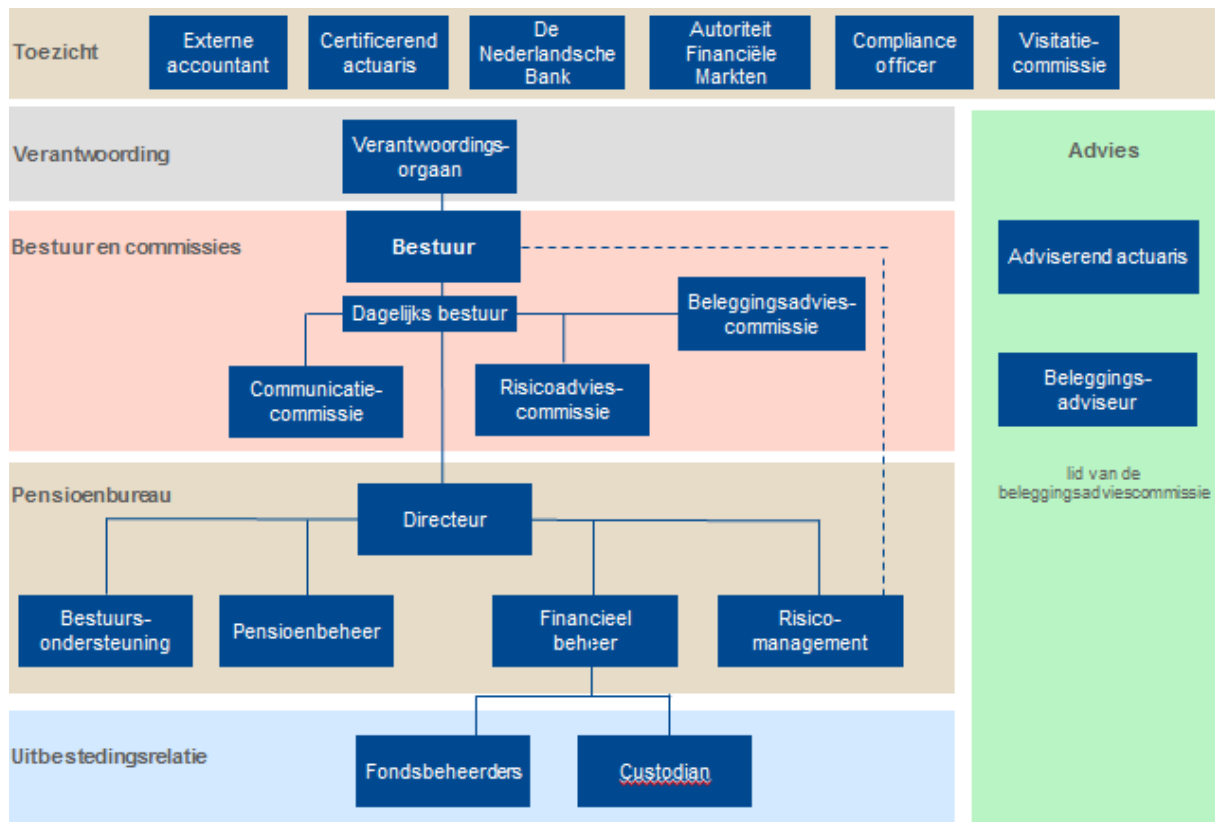 Toezicht
Externe
accountant
Certificerend
actuaris
De
Nederlandsche
Bank
Autoriteit
Financiële
Markten
Compliance
officer
Visitatie-
commissie
Verantwoording
Verantwoordings-
orgaan
Advies
Bestuur en commissies
Bestuur
Adviserend actuaris
Dagelijks bestuur
Beleggingsadvies-
commissie
Communicatie-
commissie
Risicoadvies-
commissie
Beleggings-
adviseur
lid van de
beleggingsadviescommissie
Pensioenbureau
Directeur
Bestuurs-
ondersteuning
Pensioenbeheer
Financieel
beheer
Risico-
management
Uitbestedingsrelatie
Fondsbeheerders
Custodian